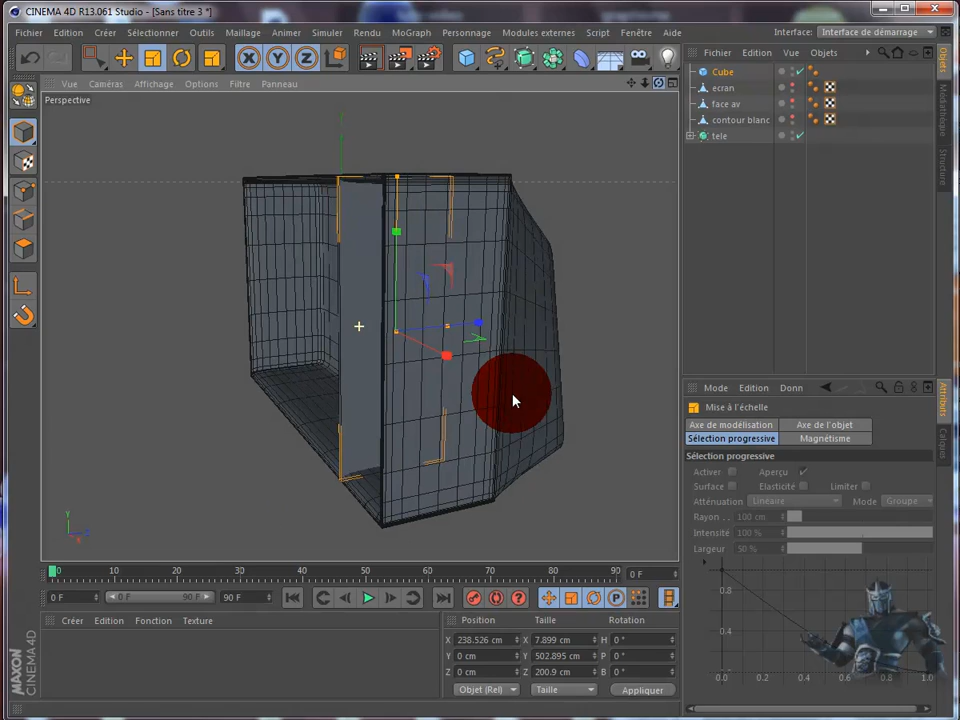 CINEMA 4D R13.061 Studio - [Sans titre 3 *]
Fichier Edition Créer Sélectionner Outils Maillage Animer Simuler Rendu MoGraph Personnage Modules externes Script Fenêtre Aide Interface: Interface de démarrage
X Y Z
Vue Caméras Affichage Options Filtre Panneau
Fichier Edition Vue Objets
Perspective
Cube
ecran
face av
contour blanc
tele
Objets
Médiathèque
Structure
Mode Edition Donn
Mise à l'échelle
Axe de modélisation Axe de l'objet
Sélection progressive Magnétisme
Sélection progressive
Activer Aperçu
Surface Elasticité Limiter
Atténuation Linéaire Mode Groupe
Rayon . . 100 cm
Intensité 100 %
Largeur 50 %
0.8
0.4
0.0 0.2 0.4 0.6 0.8 1.0
Attributs
Calques
Y
0 10 20 30 40 50 60 70 80 90 0 F
0 F 0 F 90 F 90 F
P
Créer Edition Fonction Texture
Position Taille Rotation
X 238.526 cm X 7.899 cm H 0 °
Y 0 cm Y 502.895 cm P 0 °
Z 0 cm Z 200.9 cm B 0 °
Objet (Rel) Taille Appliquer
MAXON CINEMA 4D